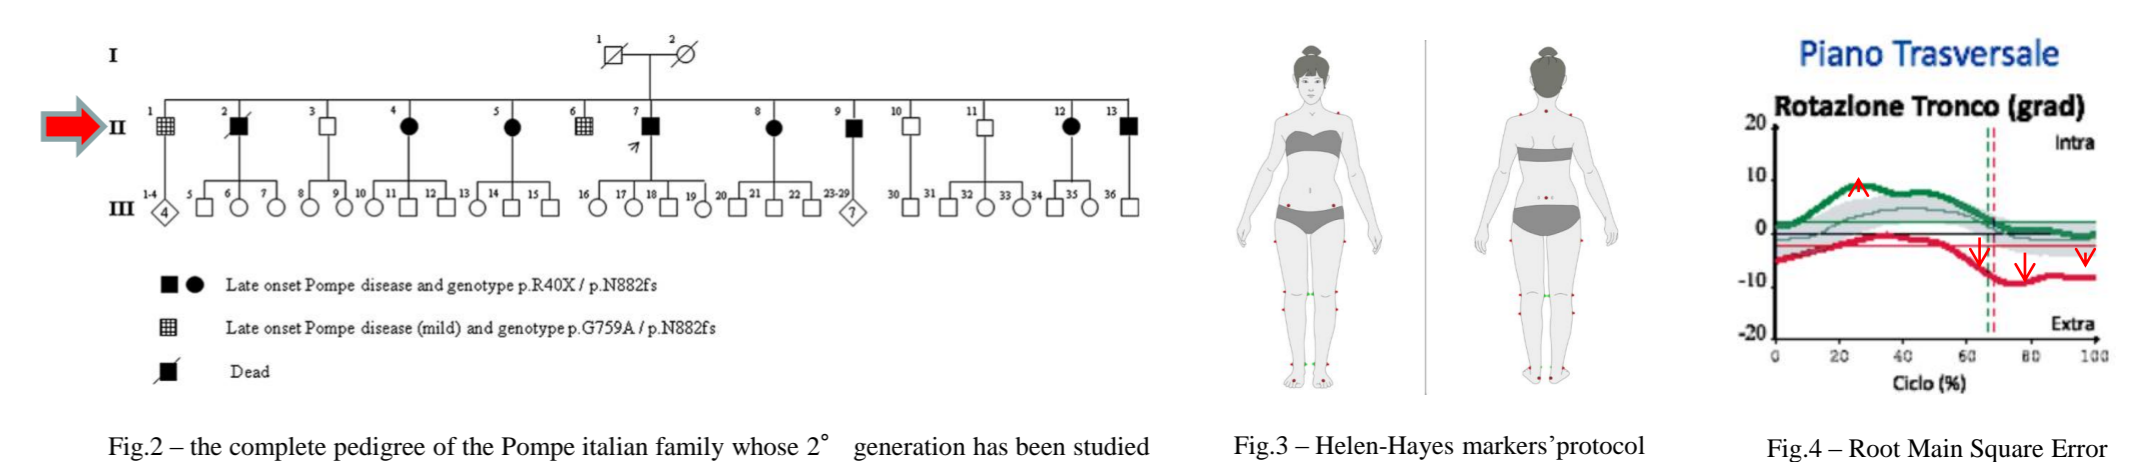 I
1 2
II
1 2 3 4 5 6 7 8 9 10 11 12 13
III
1-4 5 6 7 8 9 10 11 12 13 14 15 16 17 18 19 20 21 22 23-29 30 31 32 33 34 35 36
4 7
Late onset Pompe disease and genotype p.R40X / p.N882fs
Late onset Pompe disease (mild) and genotype p.G759A / p.N882fs
Dead
Fig.2 – the complete pedigree of the Pompe italian family whose 2° generation has been studied
Fig.3 – Helen-Hayes markers’protocol
Piano Trasversale
Rotazione Tronco (grad)
20
Intra
10
0
-10
Extra
-20
0 20 40 60 80 100
Ciclo (%)
Fig.4 – Root Main Square Error